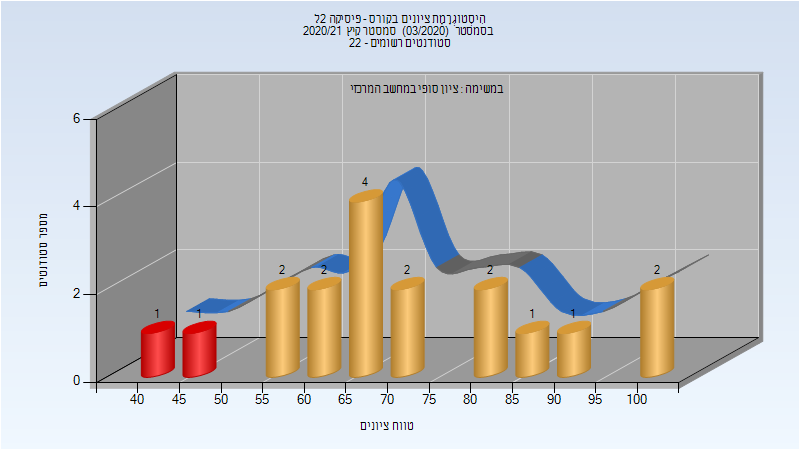 היסטוגרמת ציונים בקורס - פיסיקה 2ל
בסמסטר (03/2020) סמסטר קיץ 2020/21
סטודנטים רשומים - 22
במשימה : ציון סופי במחשב המרכזי
מספר סטודנטים
6
4
2
0
1
1
2
2
4
2
2
1
1
2
40 45 50 55 60 65 70 75 80 85 90 95 100
טווח ציונים